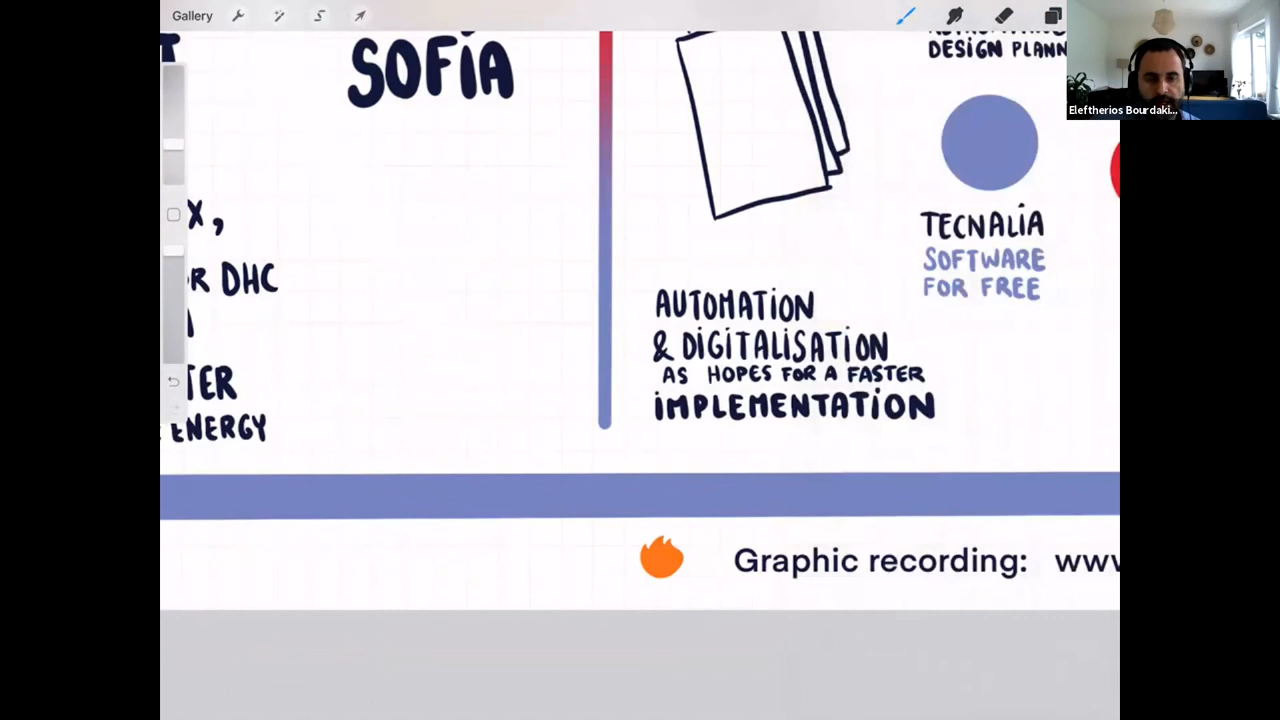 Gallery
SOFIA
DESIGN PLANN
Eleftherios Bourdaki...
X,
R DHC
TER
ENERGY
TECNALIA
SOFTWARE
FOR FREE
AUTOMATION
& DIGITALISATION
AS HOPES FOR A FASTER
IMPLEMENTATION
Graphic recording: www